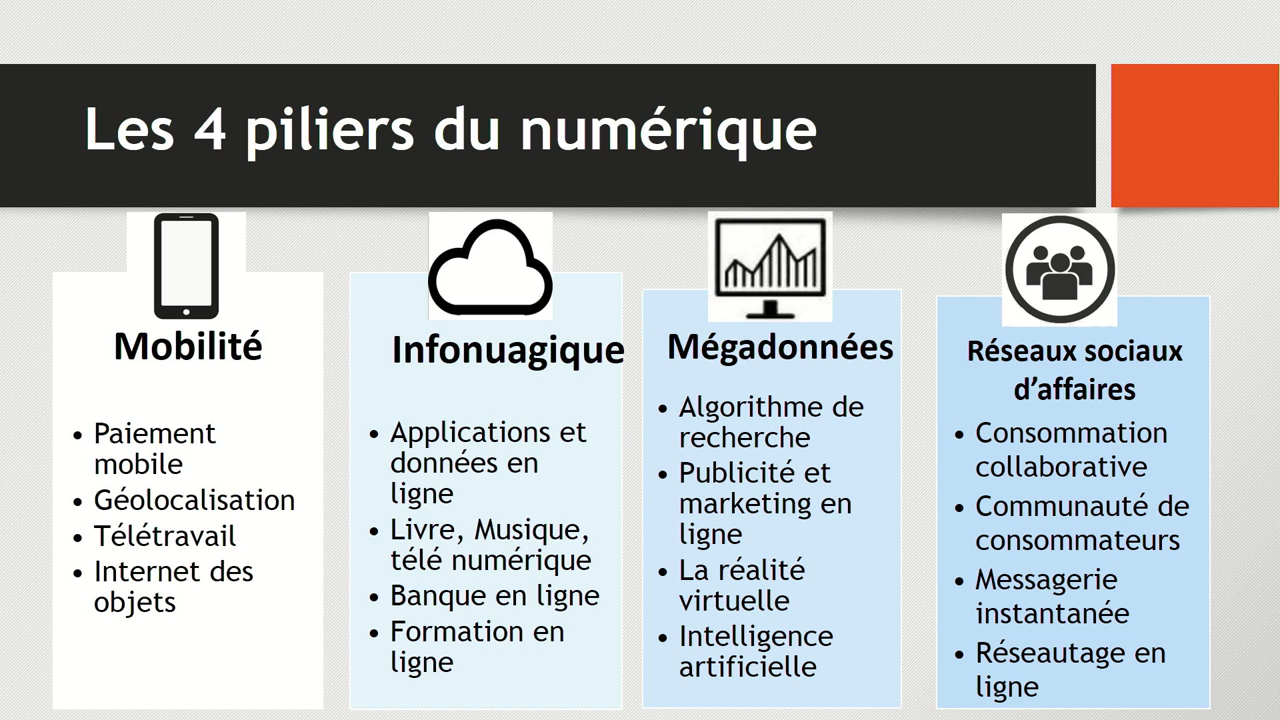 Les 4 piliers du numérique
Mobilité
• Paiement
mobile
• Géolocalisation
• Télétravail
• Internet des
objets
Infonuagique
• Applications et
données en
ligne
• Livre, Musique,
télé numérique
• Banque en ligne
• Formation en
ligne
Mégadonnées
• Algorithme de
recherche
• Publicité et
marketing en
ligne
• La réalité
virtuelle
• Intelligence
artificielle
Réseaux sociaux
d’affaires
• Consommation
collaborative
• Communauté de
consommateurs
• Messagerie
instantanée
• Réseautage en
ligne